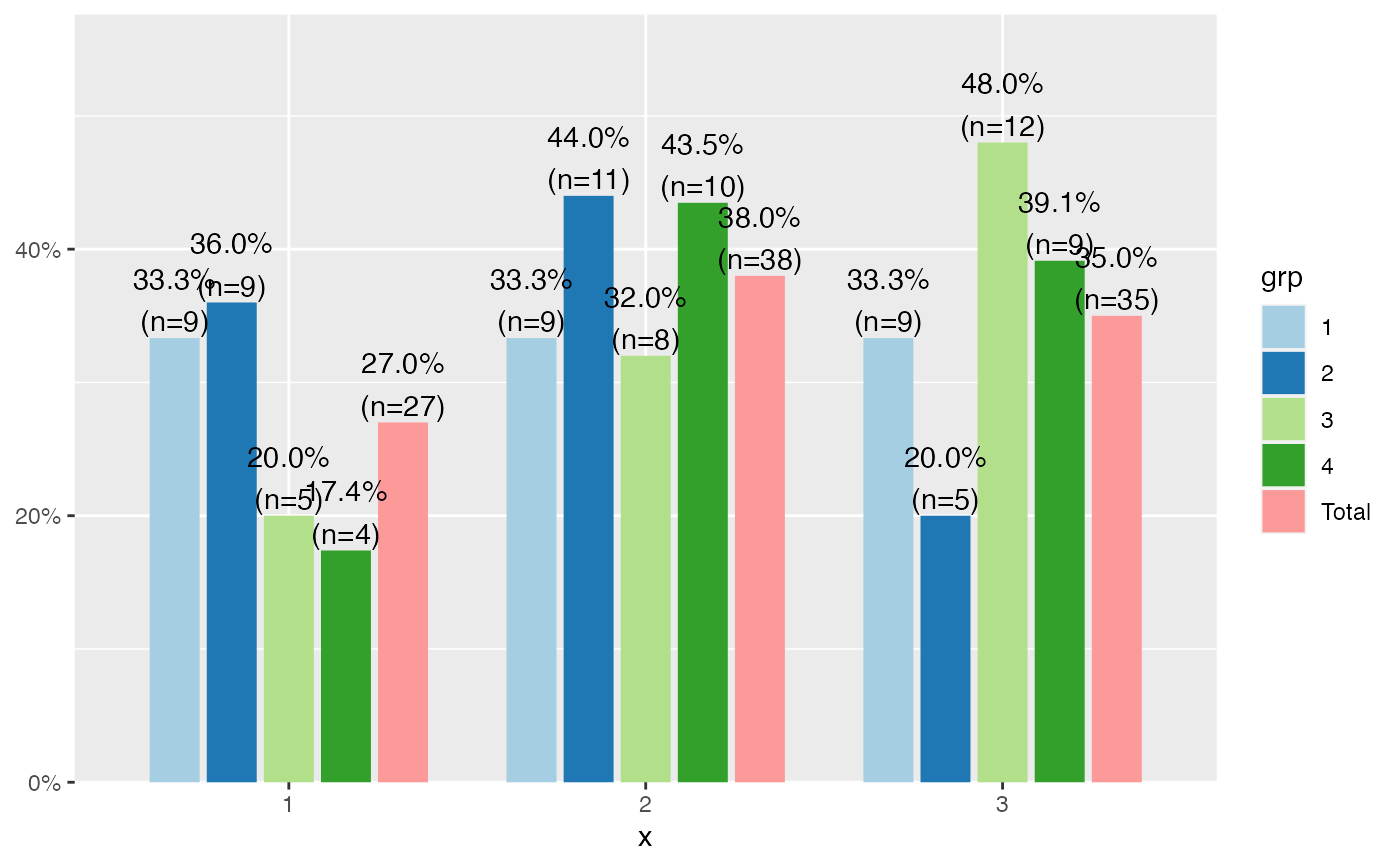 48.0%
(n=12)
44.0%
(n=11)
43.5%
(n=10)
39.1%
(n=9)
38.0%
(n=38)
36.0%
(n=9)
35.0%
(n=35)
33.3%
(n=9)
33.3%
(n=9)
33.3%
(n=9)
32.0%
(n=8)
27.0%
(n=27)
20.0%
(n=5)
20.0%
(n=5)
17.4%
(n=4)
40%
20%
0%
1
2
3
x
grp
1
2
3
4
Total